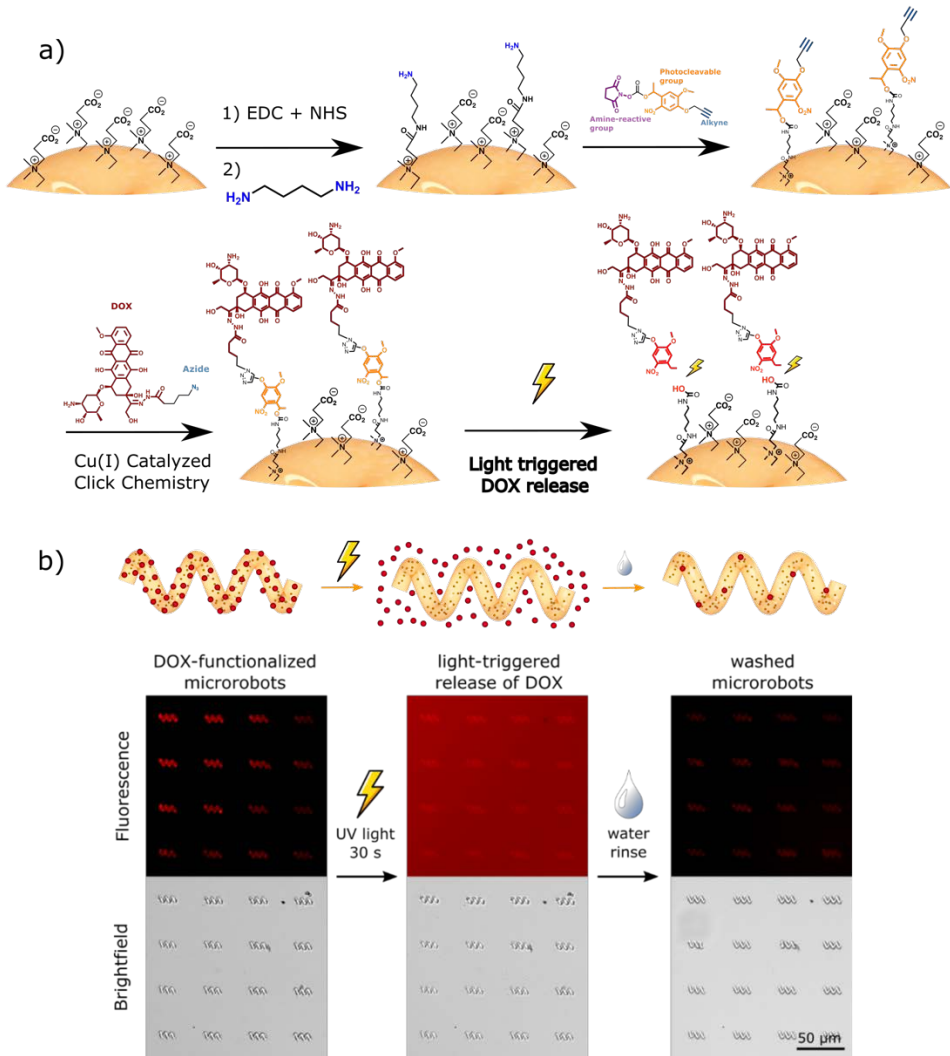 a)
1) EDC + NHS
2)
H₂N
NH₂
Photocleavable
group
Amine-reactive
group
Alkyne
DOX
Azide
Cu(I) Catalyzed
Click Chemistry
Light triggered
DOX release
b)
DOX-functionalized
microrobots
light-triggered
release of DOX
washed
microrobots
Fluorescence
Brightfield
UV light
30 s
water
rinse
50 µm